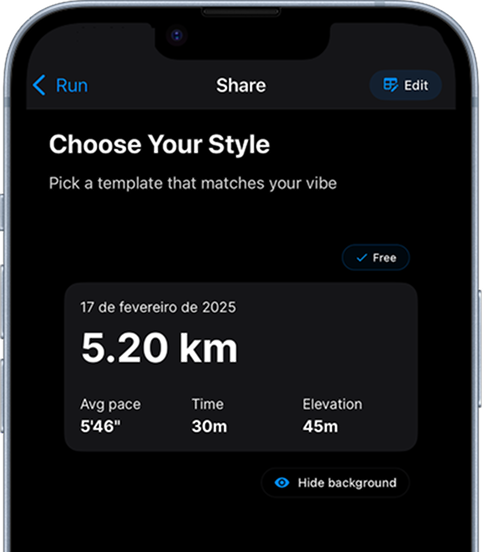 Run
Share
Edit
Choose Your Style
Pick a template that matches your vibe
Free
17 de fevereiro de 2025
5.20 km
Avg pace Time Elevation
5'46" 30m 45m
Hide background